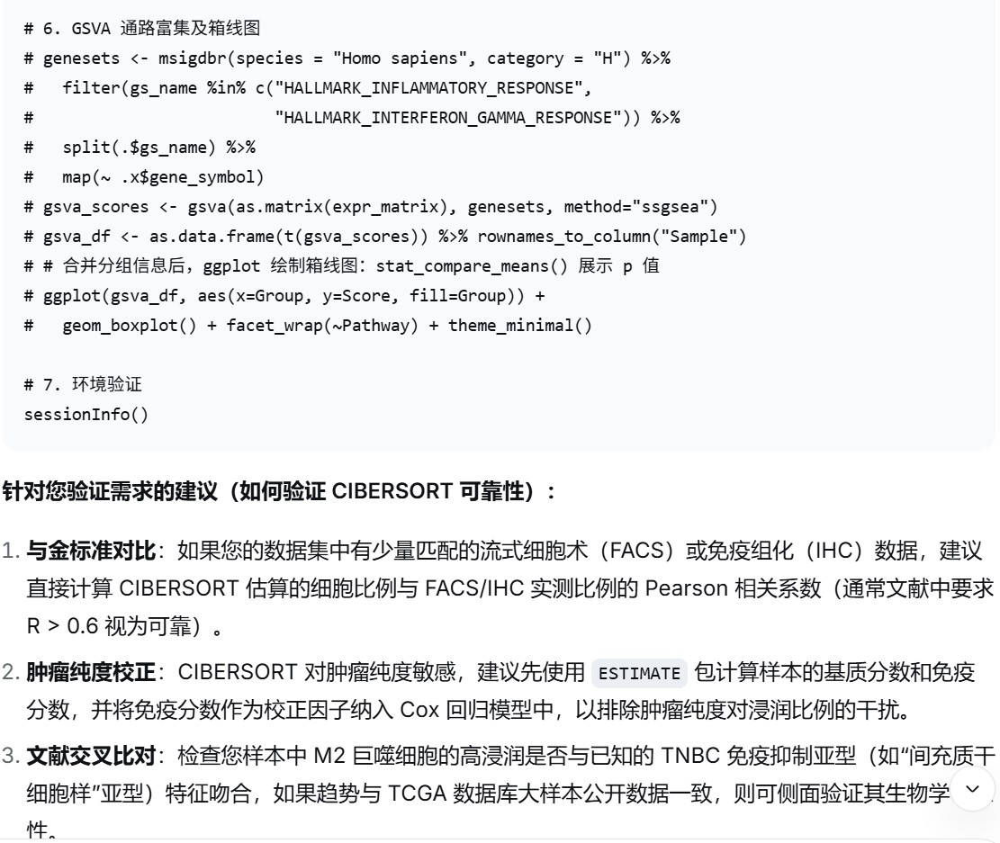 # 6. GSVA 通路富集及箱线图
# genesets <- msigdbr(species = "Homo sapiens", category = "H") %>%
#   filter(gs_name %in% c("HALLMARK_INFLAMMATORY_RESPONSE",
#                         "HALLMARK_INTERFERON_GAMMA_RESPONSE")) %>%
#   split(.$gs_name) %>%
#   map(~ .x$gene_symbol)
# gsva_scores <- gsva(as.matrix(expr_matrix), genesets, method="ssgsea")
# gsva_df <- as.data.frame(t(gsva_scores)) %>% rownames_to_column("Sample")
# # 合并分组信息后，ggplot 绘制箱线图：stat_compare_means() 展示 p 值
# ggplot(gsva_df, aes(x=Group, y=Score, fill=Group)) +
#   geom_boxplot() + facet_wrap(~Pathway) + theme_minimal()
# 7. 环境验证
sessionInfo()
针对您验证需求的建议（如何验证 CIBERSORT 可靠性）：
1. 与金标准对比：如果您的数据集中有少量匹配的流式细胞术（FACS）或免疫组化（IHC）数据，建议
直接计算 CIBERSORT 估算的细胞比例与 FACS/IHC 实测比例的 Pearson 相关系数（通常文献中要求
R > 0.6 视为可靠）。
2. 肿瘤纯度校正：CIBERSORT 对肿瘤纯度敏感，建议先使用 ESTIMATE 包计算样本的基质分数和免疫
分数，并将免疫分数作为校正因子纳入 Cox 回归模型中，以排除肿瘤纯度对浸润比例的干扰。
3. 文献交叉比对：检查您样本中 M2 巨噬细胞的高浸润是否与已知的 TNBC 免疫抑制亚型（如“间充质干
细胞样”亚型）特征吻合，如果趋势与 TCGA 数据库大样本公开数据一致，则可侧面验证其生物学
性。